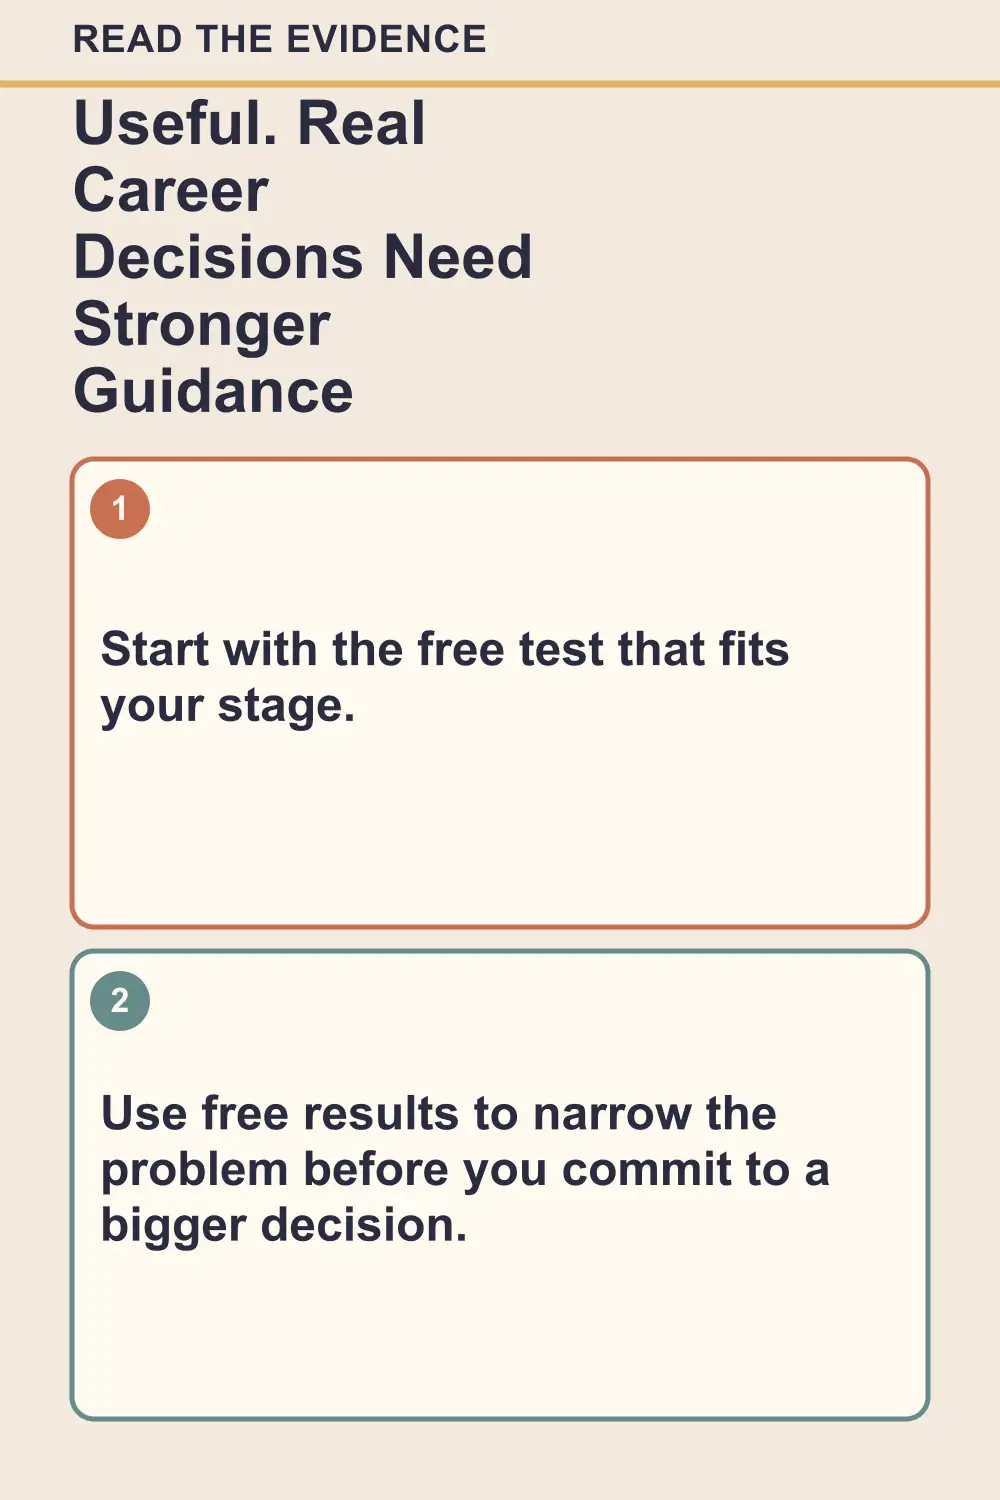 READ THE EVIDENCE
Useful. Real
Career
Decisions Need
Stronger
Guidance
1
Start with the free test that fits
your stage.
2
Use free results to narrow the
problem before you commit to a
bigger decision.